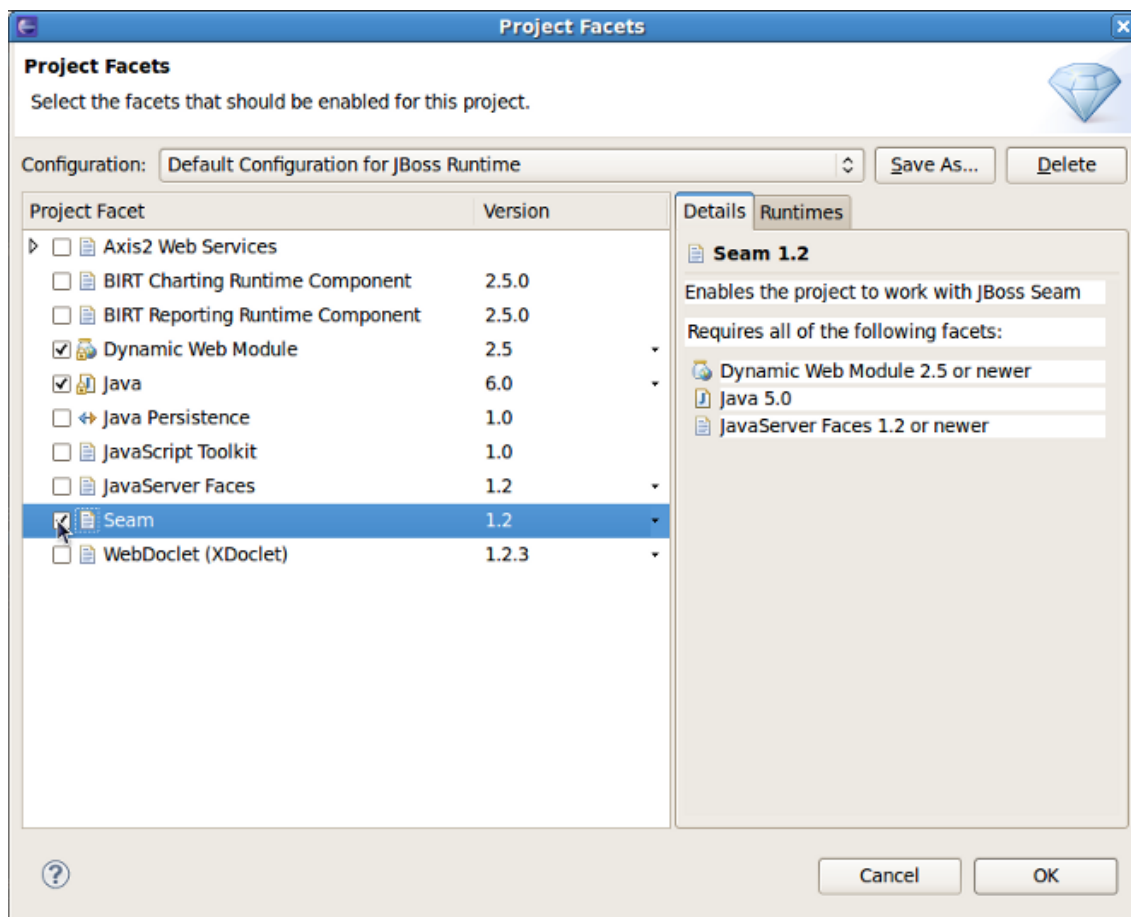 Project Facets
Project Facets
Select the facets that should be enabled for this project.
Configuration: Default Configuration for JBoss Runtime Save As... Delete
Project Facet Version
Details Runtimes
Axis2 Web Services
BIRT Charting Runtime Component 2.5.0
BIRT Reporting Runtime Component 2.5.0
Dynamic Web Module 2.5
Java 6.0
Java Persistence 1.0
JavaScript Toolkit 1.0
JavaServer Faces 1.2
Seam 1.2
WebDoclet (XDoclet) 1.2.3
Seam 1.2
Enables the project to work with JBoss Seam
Requires all of the following facets:
Dynamic Web Module 2.5 or newer
Java 5.0
JavaServer Faces 1.2 or newer
Cancel OK